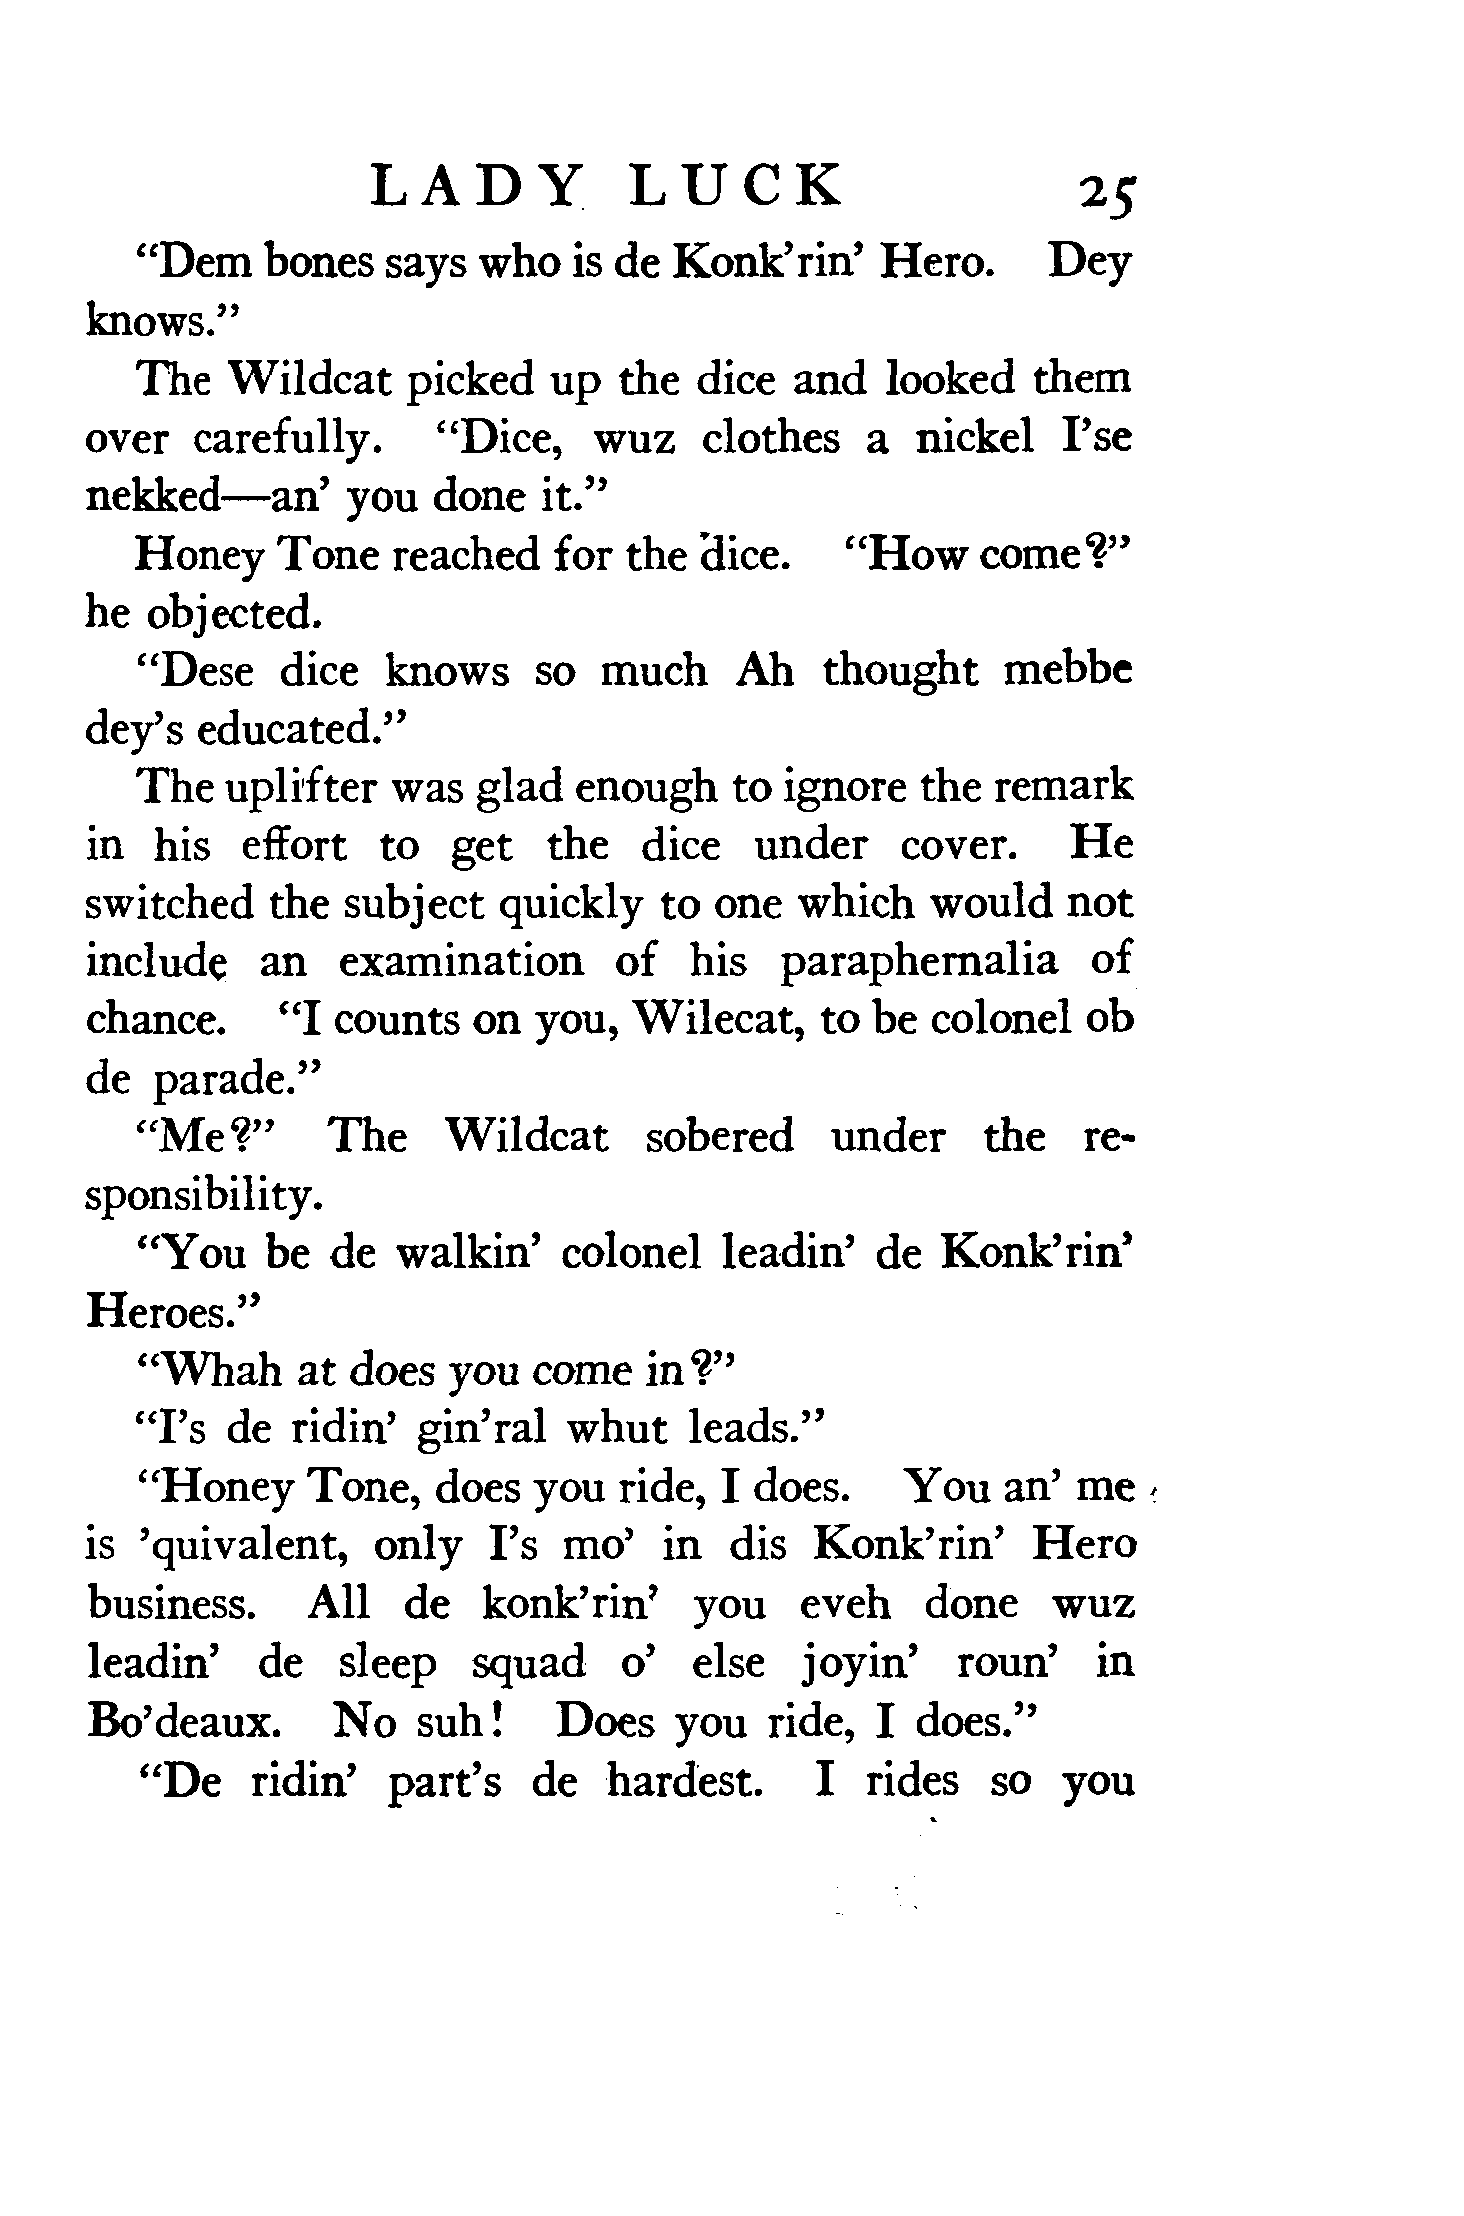 LADY LUCK 25
“Dem bones says who is de Konk’rin’ Hero. Dey
knows.”
The Wildcat picked up the dice and looked them
over carefully. “Dice, wuz clothes a nickel I’se
nekked—an’ you done it.”
Honey Tone reached for the dice. “How come?”
he objected.
“Dese dice knows so much Ah thought mebbe
dey’s educated.”
The uplifter was glad enough to ignore the remark
in his effort to get the dice under cover. He
switched the subject quickly to one which would not
include an examination of his paraphernalia of
chance. “I counts on you, Wilecat, to be colonel ob
de parade.”
“Me?” The Wildcat sobered under the re-
sponsibility.
“You be de walkin’ colonel leadin’ de Konk’rin’
Heroes.”
“Whah at does you come in?”
“I’s de ridin’ gin’ral whut leads.”
“Honey Tone, does you ride, I does. You an’ me
is ’quivalent, only I’s mo’ in dis Konk’rin’ Hero
business. All de konk’rin’ you eveh done wuz
leadin’ de sleep squad o’ else joyin’ roun’ in
Bo’deaux. No suh! Does you ride, I does.”
“De ridin’ part’s de hardest. I rides so you